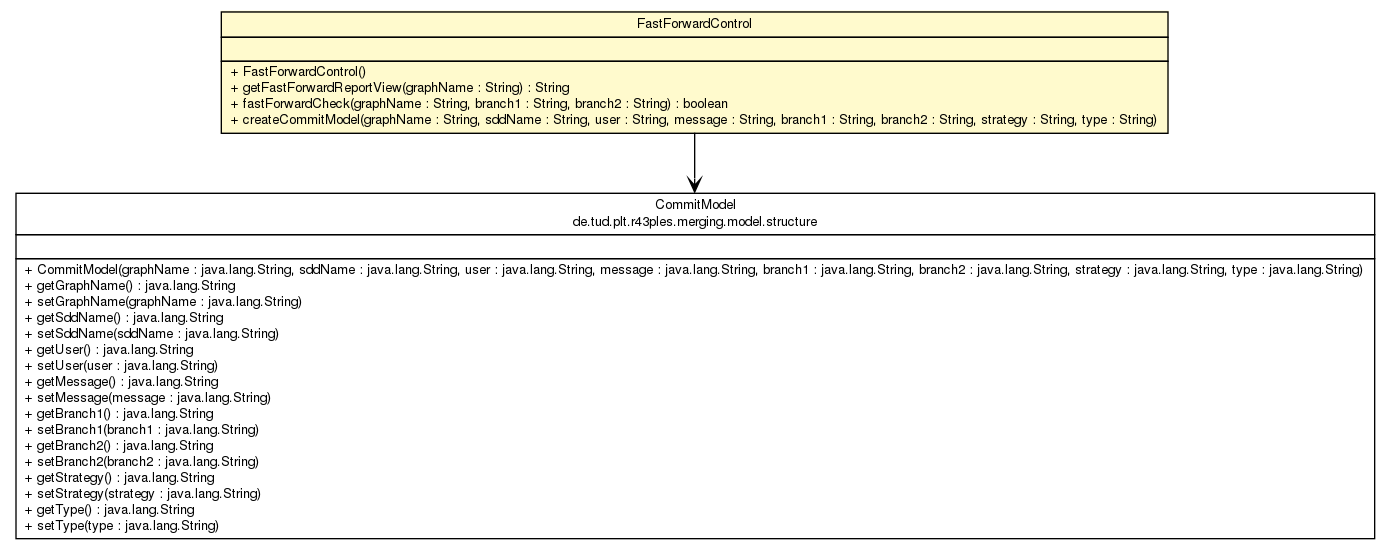 FastForwardControl
+ FastForwardControl()
+ getFastForwardReportView(graphName : String) : String
+ fastForwardCheck(graphName : String, branch1 : String, branch2 : String) : boolean
+ createCommitModel(graphName : String, sddName : String, user : String, message : String, branch1 : String, branch2 : String, strategy : String, type : String)
CommitModel
de.tud.plt.r43ples.merging.model.structure
+ CommitModel(graphName : java.lang.String, sddName : java.lang.String, user : java.lang.String, message : java.lang.String, branch1 : java.lang.String, branch2 : java.lang.String, strategy : java.lang.String, type : java.lang.String)
+ getGraphName() : java.lang.String
+ setGraphName(graphName : java.lang.String)
+ getSddName() : java.lang.String
+ setSddName(sddName : java.lang.String)
+ getUser() : java.lang.String
+ setUser(user : java.lang.String)
+ getMessage() : java.lang.String
+ setMessage(message : java.lang.String)
+ getBranch1() : java.lang.String
+ setBranch1(branch1 : java.lang.String)
+ getBranch2() : java.lang.String
+ setBranch2(branch2 : java.lang.String)
+ getStrategy() : java.lang.String
+ setStrategy(strategy : java.lang.String)
+ getType() : java.lang.String
+ setType(type : java.lang.String)